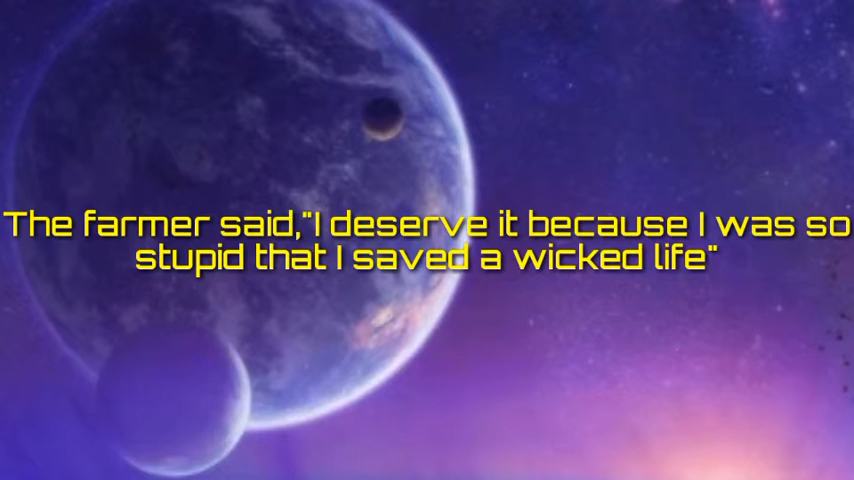 The farmer said,"I deserve it because I was so
stupid that I saved a wicked life"